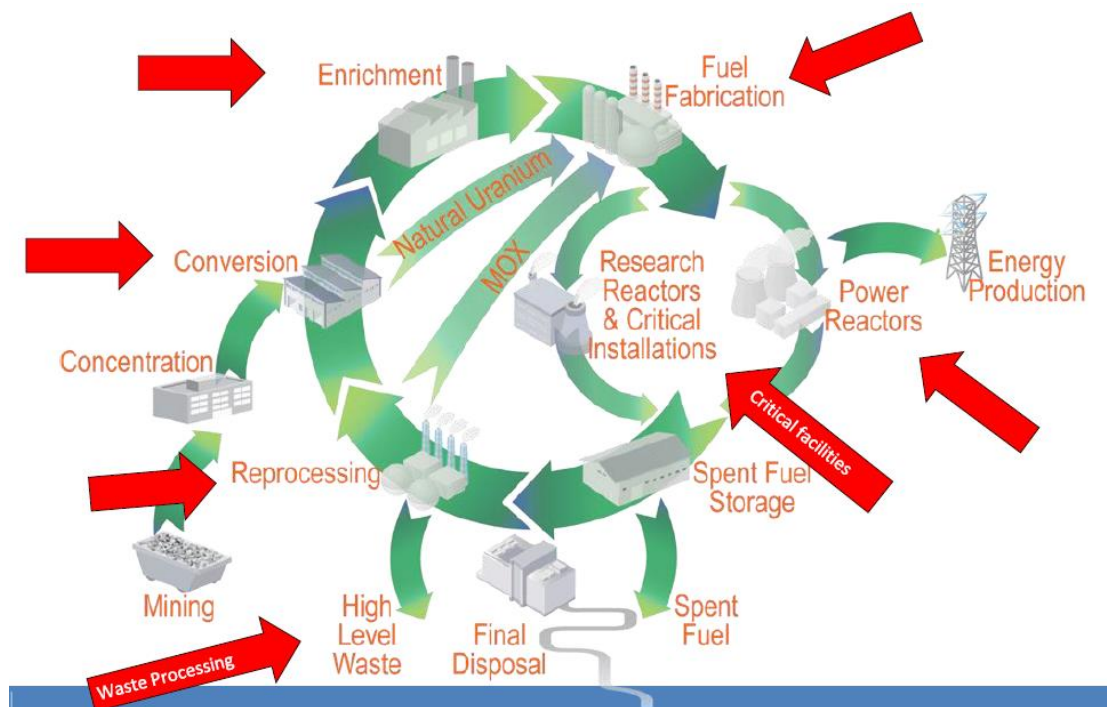 Enrichment
Fuel
Fabrication
Natural Uranium
MOX
Conversion
Research
Reactors
& Critical
Installations
Power
Reactors
Energy
Production
Concentration
Critical facilities
Reprocessing
Spent Fuel
Storage
Mining
High
Level
Waste
Final
Disposal
Spent
Fuel
Waste Processing